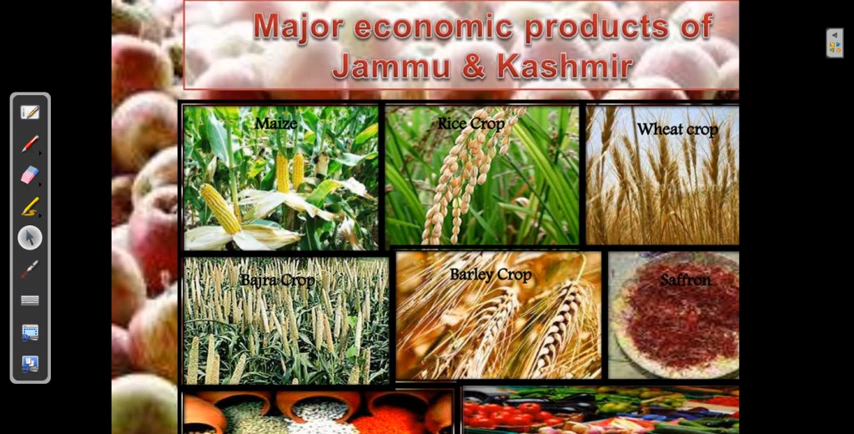 Major economic products of
Jammu & Kashmir
Maize
Rice Crop
Wheat crop
Bajra Crop
Barley Crop
Saffron